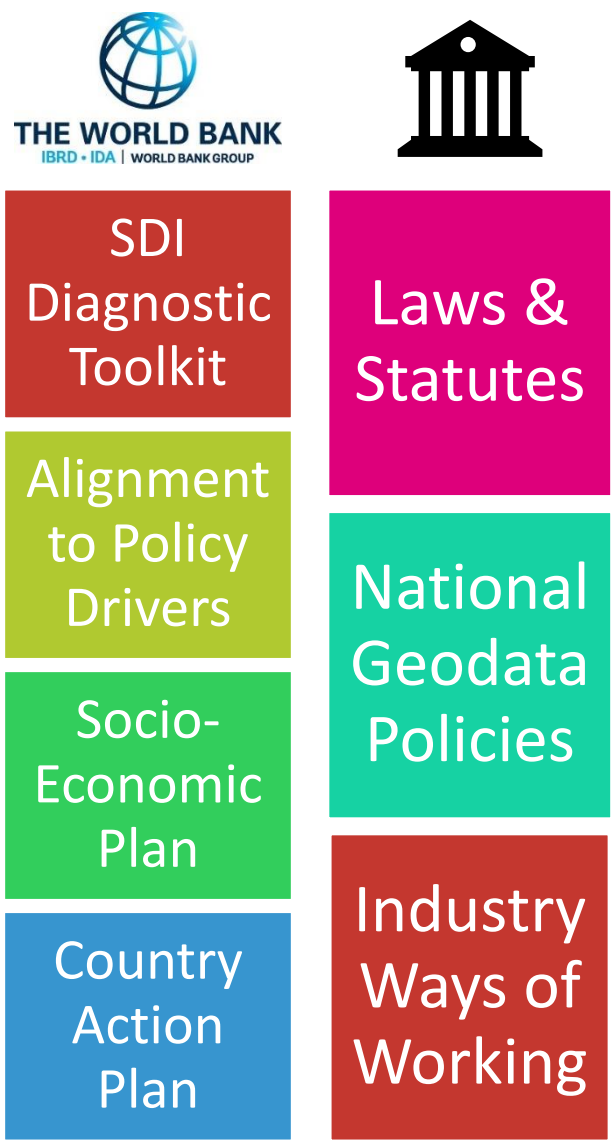 THE WORLD BANK
IBRD • IDA | WORLD BANK GROUP
SDI
Diagnostic
Toolkit
Alignment
to Policy
Drivers
Socio-
Economic
Plan
Country
Action
Plan
Laws &
Statutes
National
Geodata
Policies
Industry
Ways of
Working